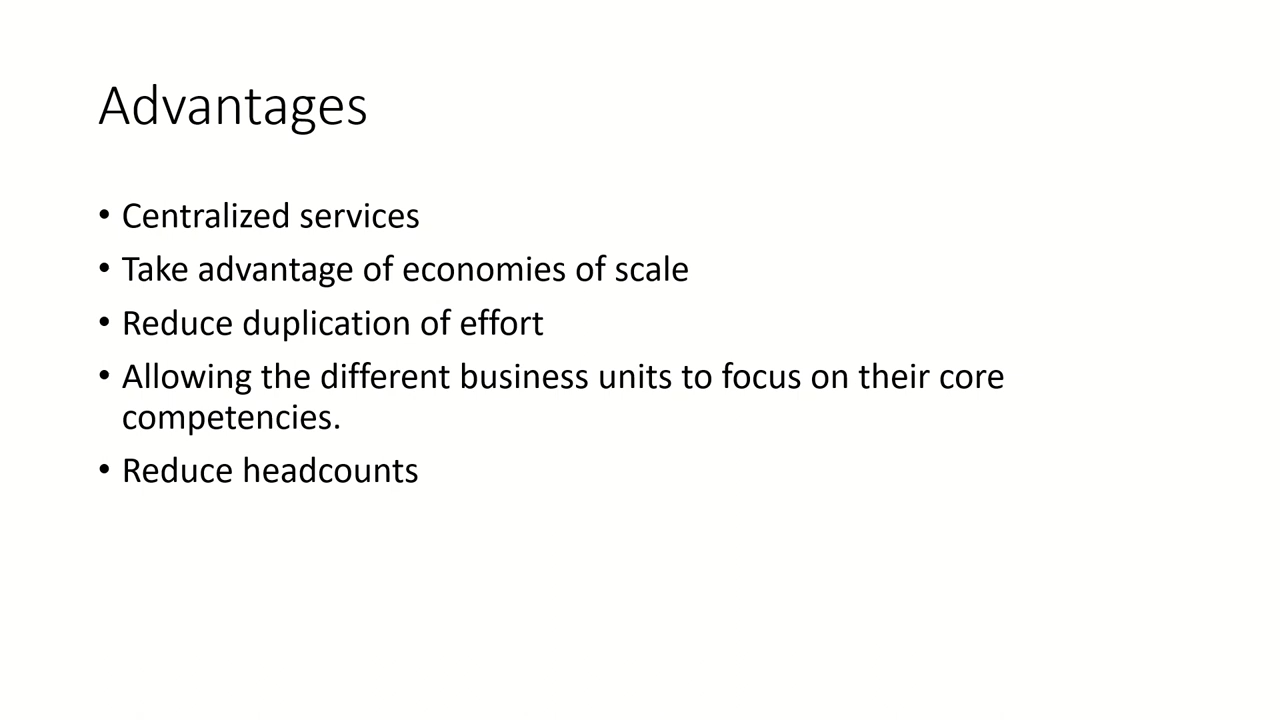 Advantages
• Centralized services
• Take advantage of economies of scale
• Reduce duplication of effort
• Allowing the different business units to focus on their core
competencies.
• Reduce headcounts